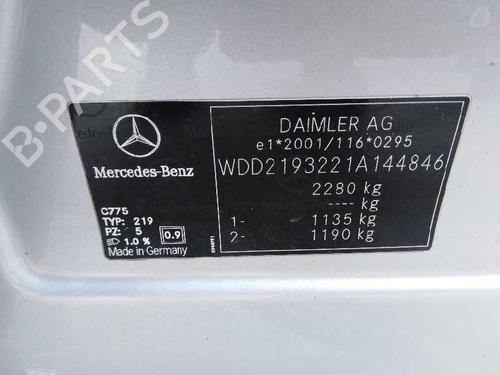 B-PARTS
DAIMLER AG
e1*2001/116*0295
WDD2193221A144846
2280 kg
---- kg
1- 1135 kg
2- 1190 kg
Mercedes-Benz
C775
TYP: 219
PZ: 5
1.0 % 0.9
Made in Germany